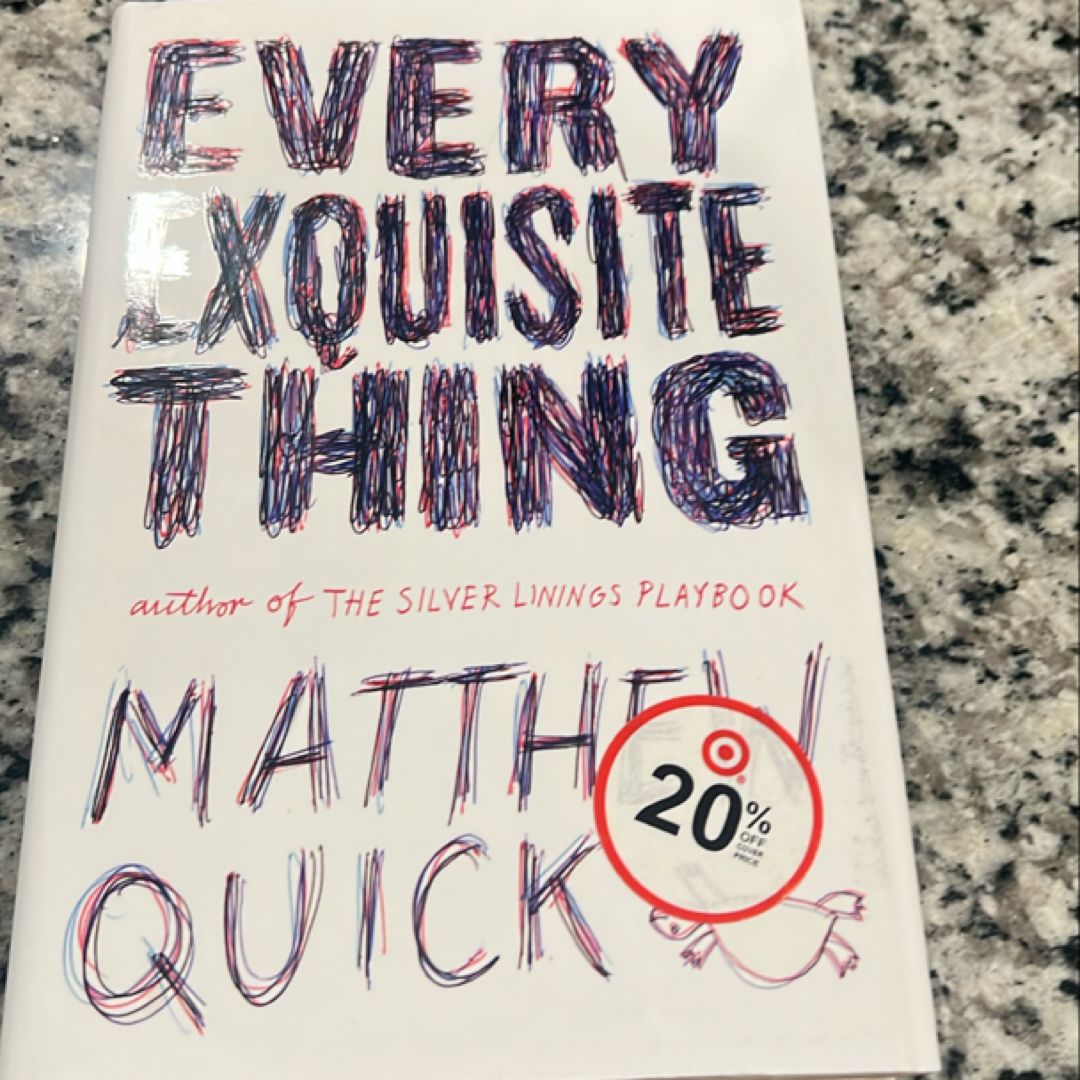 EVERY
EXQUISITE
THING
author of THE SILVER LININGS PLAYBOOK
MATTHEW
QUICK
20%
OFF
COVER
PRICE